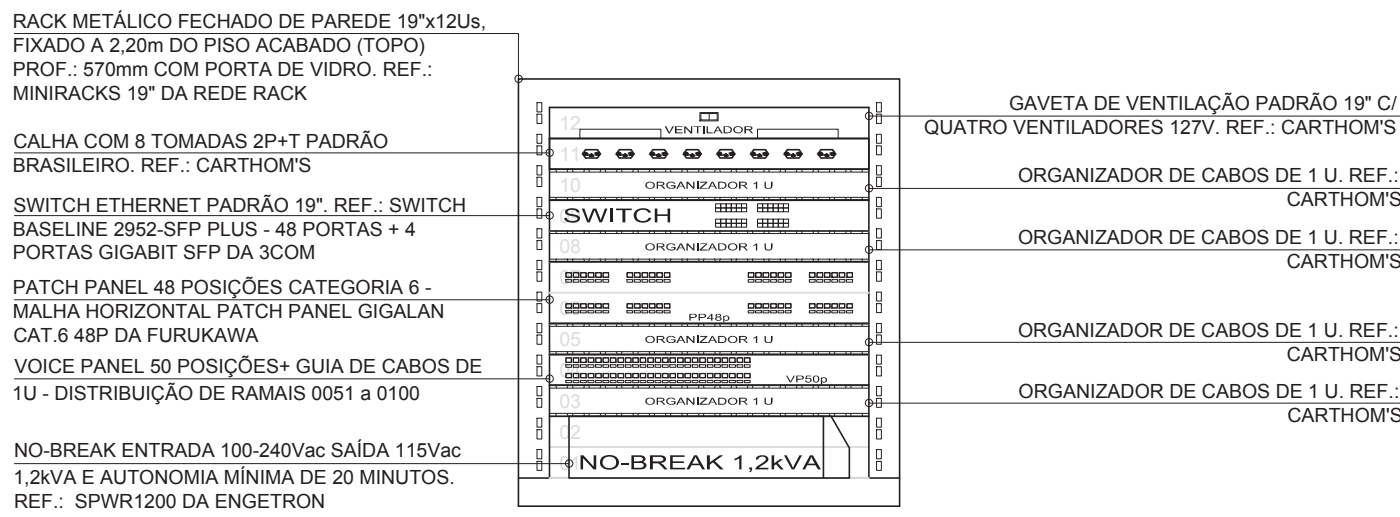 RACK METÁLICO FECHADO DE PAREDE 19"x12Us,
FIXADO A 2,20m DO PISO ACABADO (TOPO)
PROF.: 570mm COM PORTA DE VIDRO. REF.:
MINIRACKS 19" DA REDE RACK
CALHA COM 8 TOMADAS 2P+T PADRÃO
BRASILEIRO. REF.: CARTHOM'S
SWITCH ETHERNET PADRÃO 19". REF.: SWITCH
BASELINE 2952-SFP PLUS - 48 PORTAS + 4
PORTAS GIGABIT SFP DA 3COM
PATCH PANEL 48 POSIÇÕES CATEGORIA 6 -
MALHA HORIZONTAL PATCH PANEL GIGALAN
CAT.6 48P DA FURUKAWA
VOICE PANEL 50 POSIÇÕES+ GUIA DE CABOS DE
1U - DISTRIBUIÇÃO DE RAMAIS 0051 a 0100
NO-BREAK ENTRADA 100-240Vac SAÍDA 115Vac
1,2kVA E AUTONOMIA MÍNIMA DE 20 MINUTOS.
REF.: SPWR1200 DA ENGETRON
12 VENTILADOR
11
10 ORGANIZADOR 1 U
SWITCH
08 ORGANIZADOR 1 U
PP48p
05 ORGANIZADOR 1 U
VP50p
03 ORGANIZADOR 1 U
02
01 NO-BREAK 1,2kVA
GAVETA DE VENTILAÇÃO PADRÃO 19" C/
QUATRO VENTILADORES 127V. REF.: CARTHOM'S
ORGANIZADOR DE CABOS DE 1 U. REF.:
CARTHOM'S
ORGANIZADOR DE CABOS DE 1 U. REF.:
CARTHOM'S
ORGANIZADOR DE CABOS DE 1 U. REF.:
CARTHOM'S
ORGANIZADOR DE CABOS DE 1 U. REF.:
CARTHOM'S